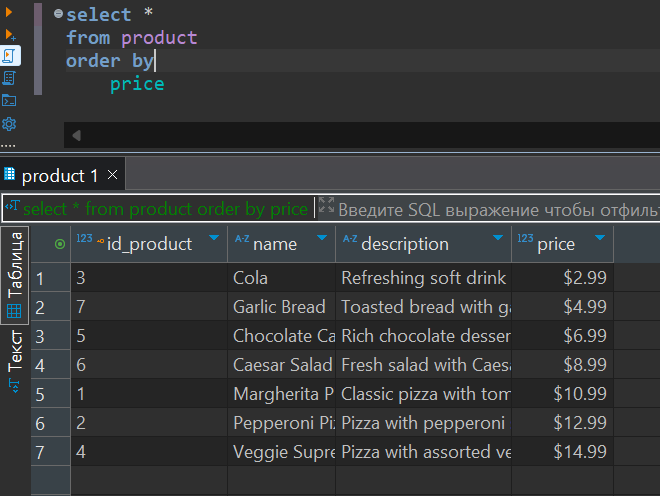 select *
from product
order by
price
product 1
select * from product order by price Введите SQL выражение чтобы отфильт
Таблица
Текст
123 id_product A-Z name A-Z description 123 price
1 3 Cola Refreshing soft drink $2.99
2 7 Garlic Bread Toasted bread with ga $4.99
3 5 Chocolate Ca Rich chocolate desser $6.99
4 6 Caesar Salad Fresh salad with Caes $8.99
5 1 Margherita P Classic pizza with tom $10.99
6 2 Pepperoni Pi Pizza with pepperoni $12.99
7 4 Veggie Supre Pizza with assorted ve $14.99